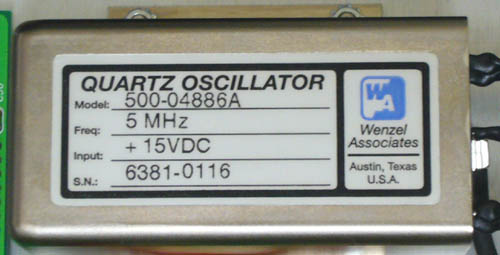 QUARTZ OSCILLATOR
Model: 500-04886A
Freq: 5 MHz
Input: + 15VDC
S.N.: 6381-0116
WA
Wenzel
Associates
Austin, Texas
U.S.A.